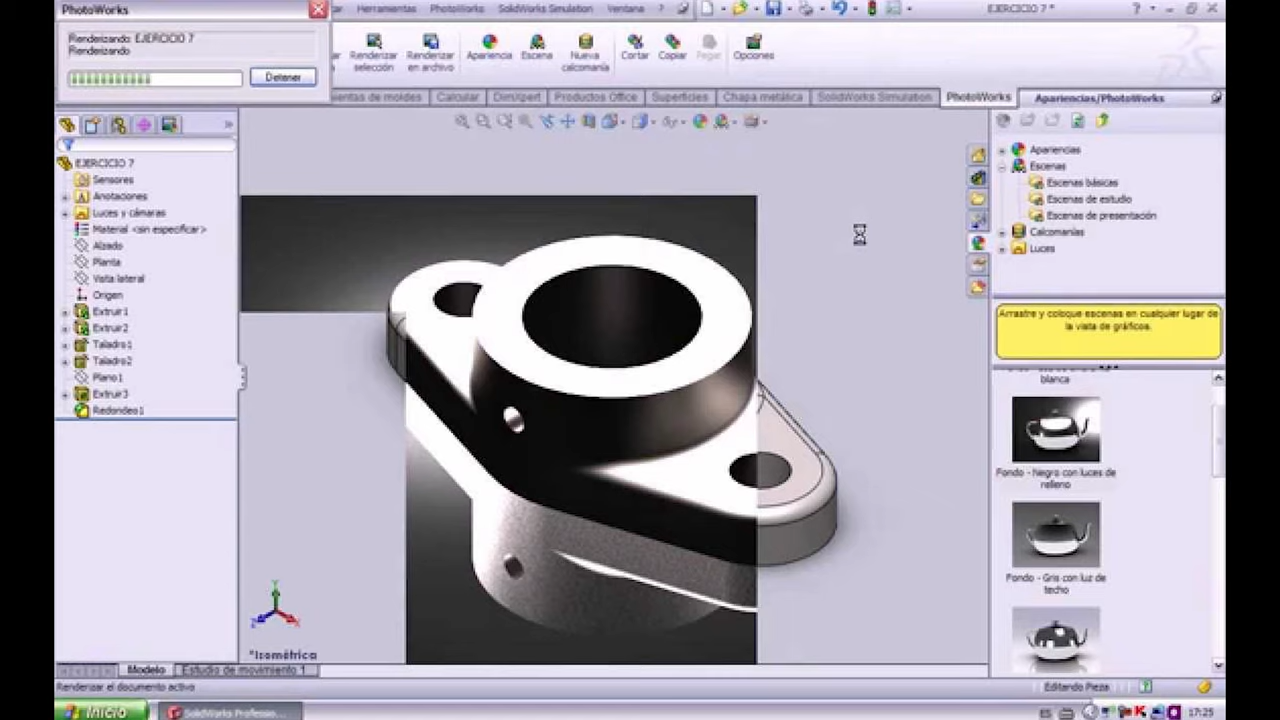 PhotoWorks
Renderizando: EJERCICIO 7
Renderizando
Detener
Herramientas PhotoWorks SolidWorks Simulation Ventana ?
EJERCICIO 7 *
Renderizar selección
Renderizar en archivo
Apariencia
Escena
Nueva calcomanía
Cortar
Copiar
Pegar
Opciones
entas de moldes Calcular DimXpert Productos Office Superficies Chapa metálica SolidWorks Simulation PhotoWorks
Apariencias/PhotoWorks
EJERCICIO 7
Sensores
Anotaciones
Luces y cámaras
Material <sin especificar>
Alzado
Planta
Vista lateral
Origen
Extruir1
Extruir2
Taladro1
Taladro2
Plano1
Extruir3
Redondeo1
Apariencias
Escenas
Escenas básicas
Escenas de estudio
Escenas de presentación
Calcomanías
Luces
Arrastre y coloque escenas en cualquier lugar de
la vista de gráficos.
blanca
Fondo - Negro con luces de
relleno
Fondo - Gris con luz de
techo
Y
Z
X
*Isométrica
Modelo Estudio de movimiento 1
Renderizar el documento activo
Editando Pieza
Inicio
SolidWorks Professio...
ES
17:25